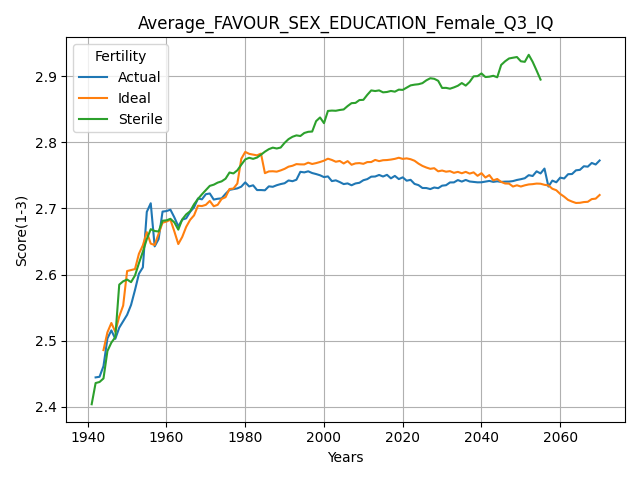 Average_FAVOUR_SEX_EDUCATION_Female_Q3_IQ
Fertility
Actual
Ideal
Sterile
Score(1-3)
2.9
2.8
2.7
2.6
2.5
2.4
1940 1960 1980 2000 2020 2040 2060
Years